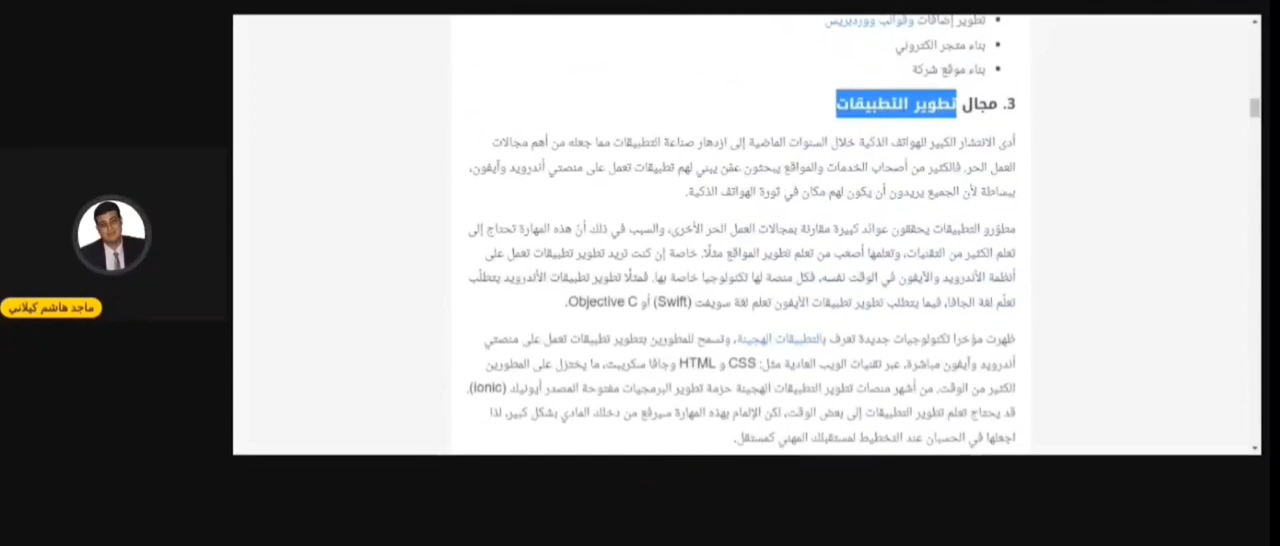 تطوير إضافات وقوالب ووردبريس
بناء متجر الكتروني
بناء موقع شركة
3. مجال تطوير التطبيقات
أدى الانتشار الكبير للهواتف الذكية خلال السنوات الماضية إلى ازدهار صناعة التطبيقات مما جعله من أهم مجالات
العمل الحر. فالكثير من أصحاب الخدمات والمواقع يبحثون عمّن يبني لهم تطبيقات تعمل على منصتي أندرويد وآيفون،
ببساطة لأن الجميع يريدون أن يكون لهم مكان في ثورة الهواتف الذكية.
مطوّرو التطبيقات يحققون عوائد كبيرة مقارنة بمجالات العمل الحر الأخرى، والسبب في ذلك أنّ هذه المهارة تحتاج إلى
تعلم الكثير من التقنيات، وتعلمها أصعب من تعلم تطوير المواقع مثلًا. خاصة إن كنت تريد تطوير تطبيقات تعمل على
أنظمة الأندرويد والآيفون في الوقت نفسه، فكل منصة لها تكنولوجيا خاصة بها. فمثلًا تطوير تطبيقات الأندرويد يتطلّب
تعلّم لغة الجافا، فيما يتطلب تطوير تطبيقات الآيفون تعلم لغة سويفت (Swift) أو Objective C.
ظهرت مؤخرا تكنولوجيات جديدة تعرف بالتطبيقات الهجينة، وتسمح للمطورين بتطوير تطبيقات تعمل على منصتي
أندرويد وآيفون مباشرة، عبر تقنيات الويب العادية مثل: CSS و HTML وجافا سكريبت، ما يختزل على المطورين
الكثير من الوقت. من أشهر منصات تطوير التطبيقات الهجينة حزمة تطوير البرمجيات مفتوحة المصدر أيونيك (ionic).
قد يحتاج تعلم تطوير التطبيقات إلى بعض الوقت، لكن الإلمام بهذه المهارة سيرفع من دخلك المادي بشكل كبير، لذا
اجعلها في الحسبان عند التخطيط لمستقبلك المهني كمستقل.
ماجد هاشم كيلاني